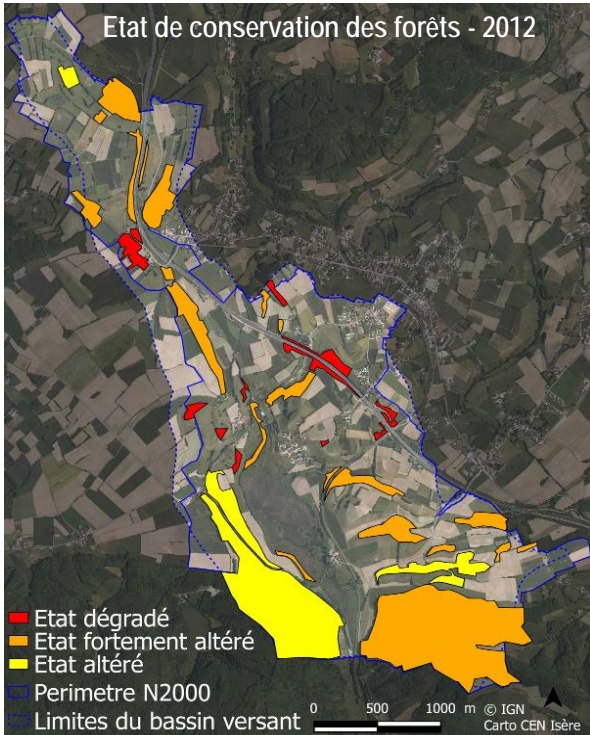 Etat de conservation des forêts - 2012
Etat dégradé
Etat fortement altéré
Etat altéré
Perimetre N2000
Limites du bassin versant
0 500 1000 m
© IGN
Carto CEN Isère